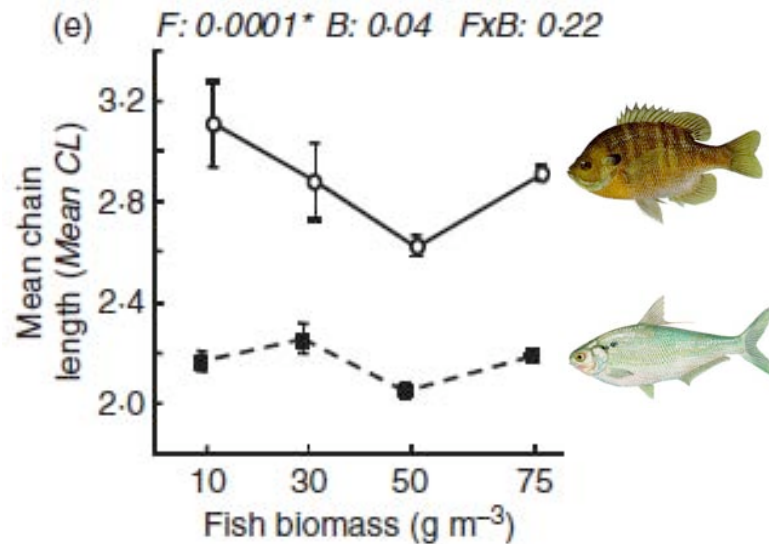 (e) F: 0·0001* B: 0·04 FxB: 0·22
Mean chain
length (Mean CL)
3·2
2·8
2·4
2·0
10 30 50 75
Fish biomass (g m⁻³)